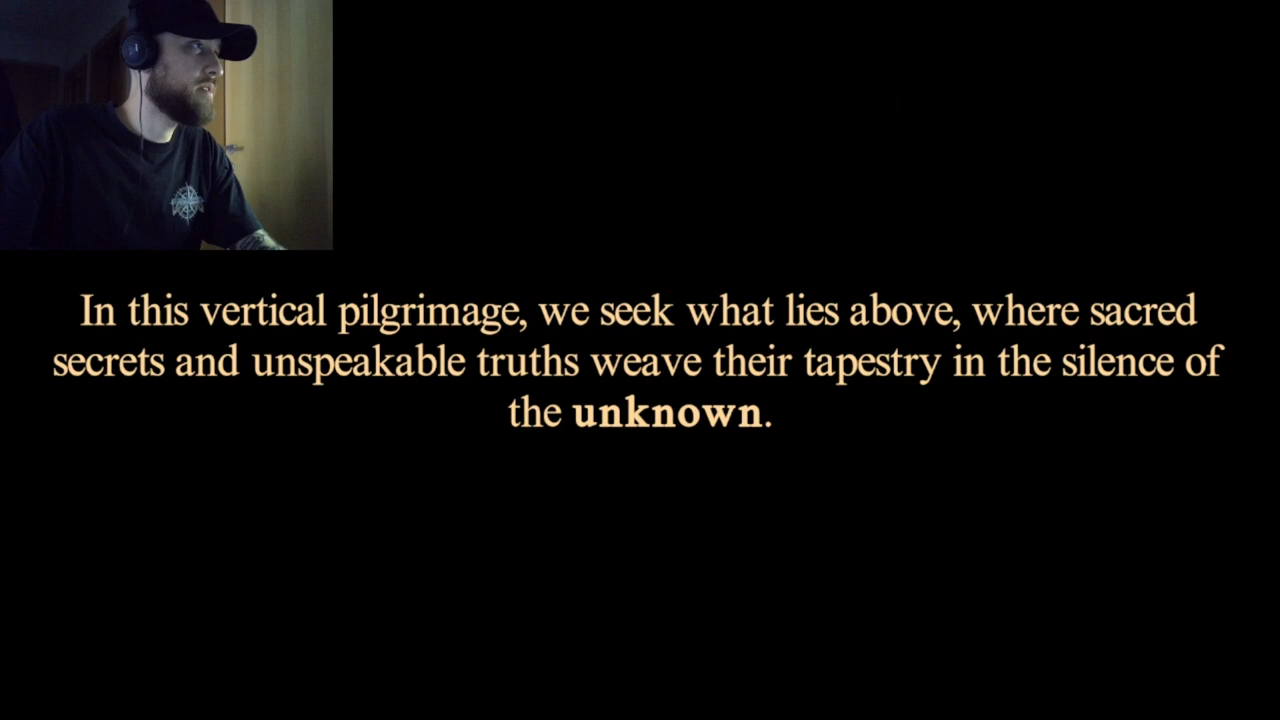 In this vertical pilgrimage, we seek what lies above, where sacred
secrets and unspeakable truths weave their tapestry in the silence of
the unknown.